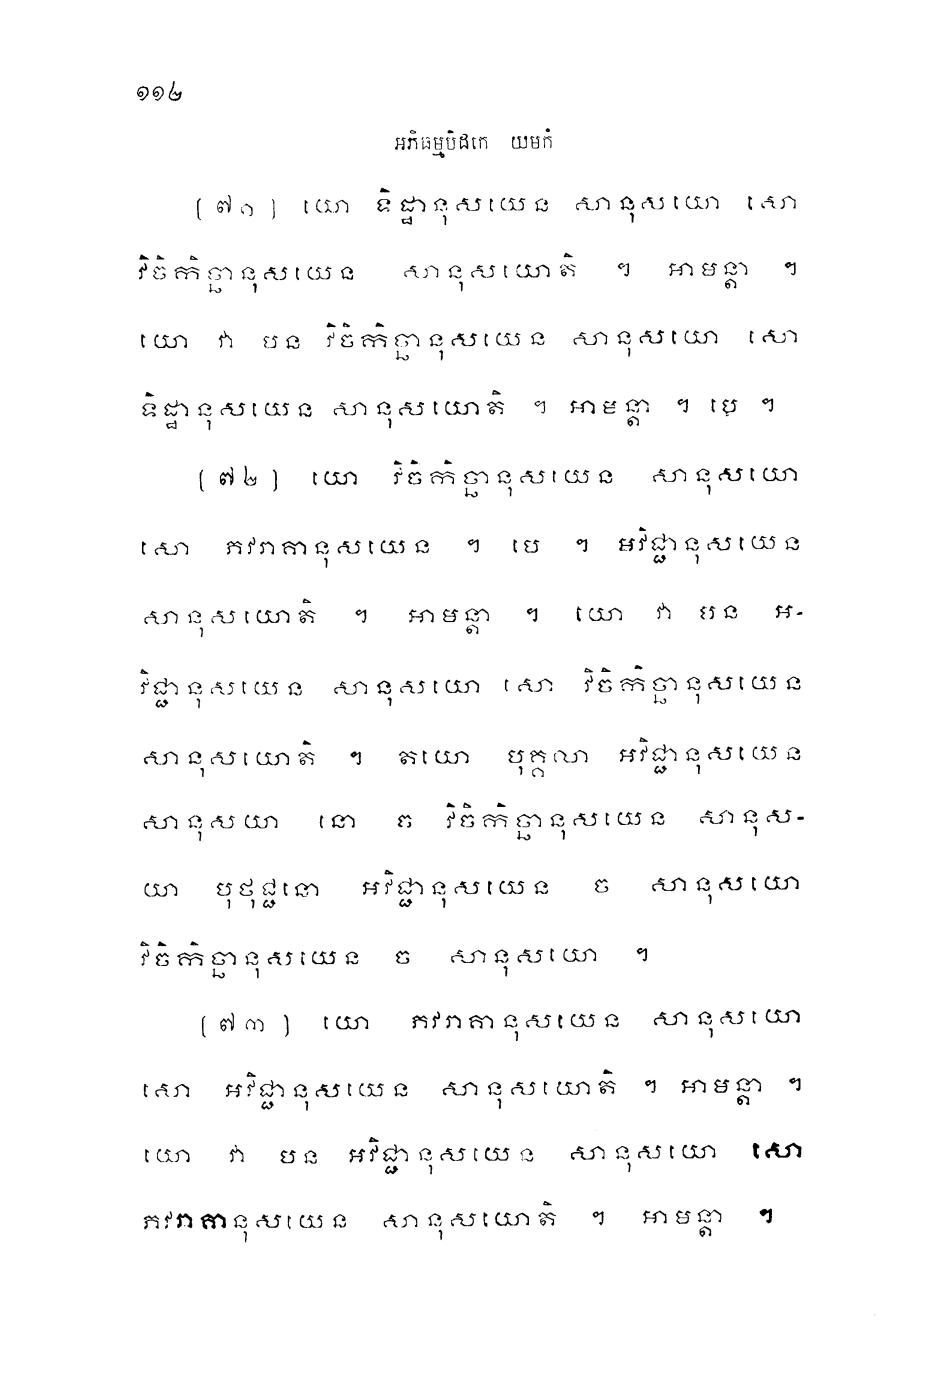 ១១៤
អភិធម្មបិដកេ យមកំ
(៧១) យោ ទិដ្ឋានុសយេន សានុសយោ សោ
វិចិកិច្ឆានុសយេន សានុសយោតិ ។ អាមន្តា ។
យោ វា បន វិចិកិច្ឆានុសយេន សានុសយោ សោ
ទិដ្ឋានុសយេន សានុសយោតិ ។ អាមន្តា ។ បេ ។
(៧២) យោ វិចិកិច្ឆានុសយេន សានុសយោ
សោ ភវរាគានុសយេន ។ បេ ។ អវិជ្ជានុសយេន
សានុសយោតិ ។ អាមន្តា ។ យោ វា បន អ-
វិជ្ជានុសយេន សានុសយោ សោ វិចិកិច្ឆានុសយេន
សានុសយោតិ ។ តយោ បុគ្គលា អវិជ្ជានុសយេន
សានុសយា នោ ច វិចិកិច្ឆានុសយេន សានុស-
យា បុថុជ្ជនោ អវិជ្ជានុសយេន ច សានុសយោ
វិចិកិច្ឆានុសយេន ច សានុសយោ ។
(៧៣) យោ ភវរាគានុសយេន សានុសយោ
សោ អវិជ្ជានុសយេន សានុសយោតិ ។ អាមន្តា ។
យោ វា បន អវិជ្ជានុសយេន សានុសយោ សោ
ភវរាគានុសយេន សានុសយោតិ ។ អាមន្តា ។